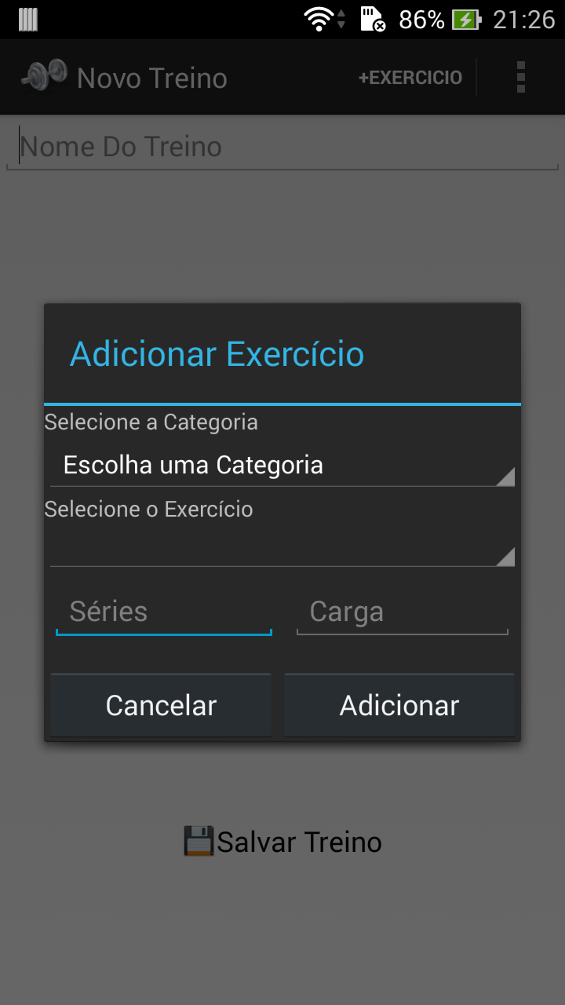 86% 21:26
Novo Treino +EXERCICIO
Nome Do Treino
Adicionar Exercício
Selecione a Categoria
Escolha uma Categoria
Selecione o Exercício
Séries Carga
Cancelar Adicionar
Salvar Treino